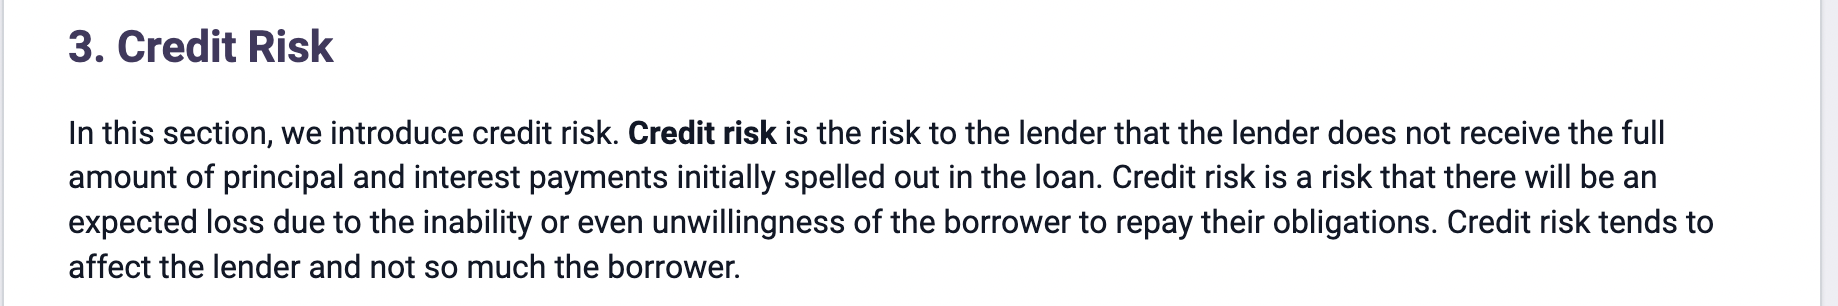 3. Credit Risk
In this section, we introduce credit risk. Credit risk is the risk to the lender that the lender does not receive the full
amount of principal and interest payments initially spelled out in the loan. Credit risk is a risk that there will be an
expected loss due to the inability or even unwillingness of the borrower to repay their obligations. Credit risk tends to
affect the lender and not so much the borrower.